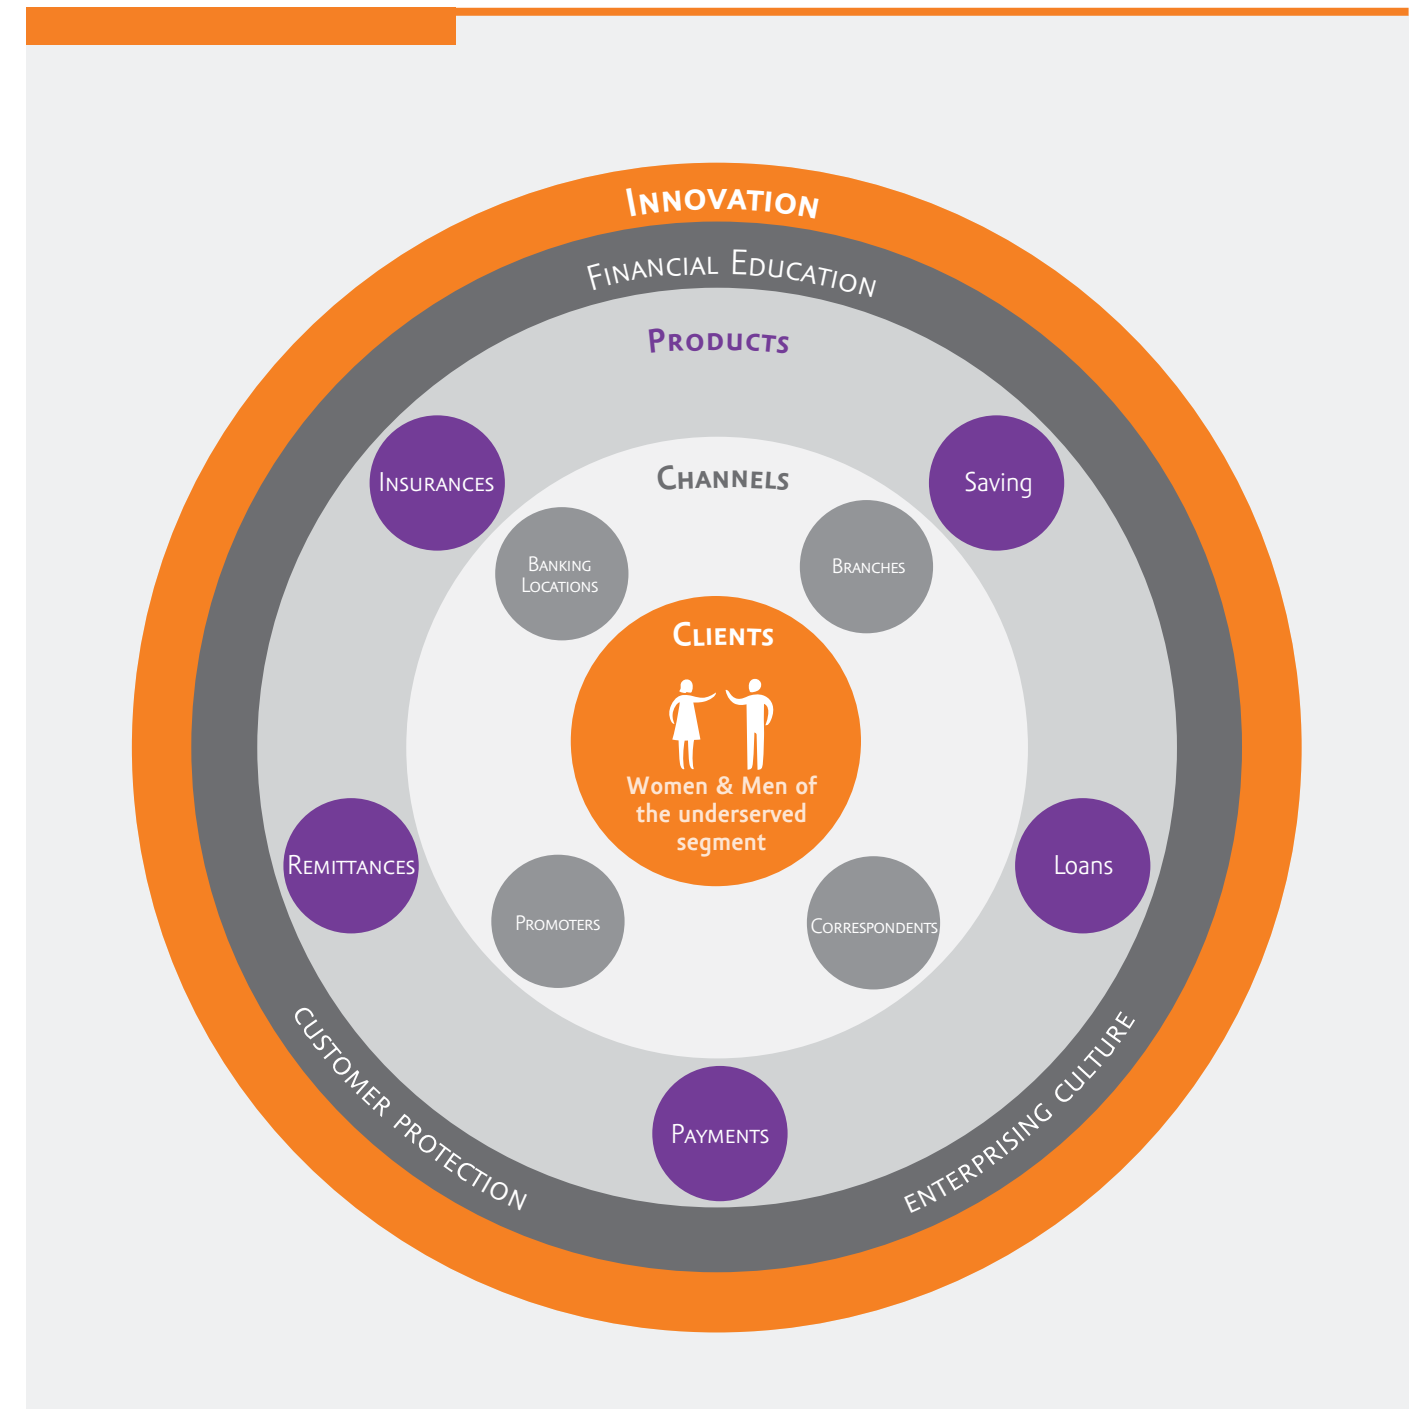 Innovation
Financial Education
Products
Insurances
Saving
Channels
Banking
Locations
Branches
Clients
Women & Men of
the underserved
segment
Remittances
Loans
Promoters
Correspondents
customer protection
enterprising culture
Payments